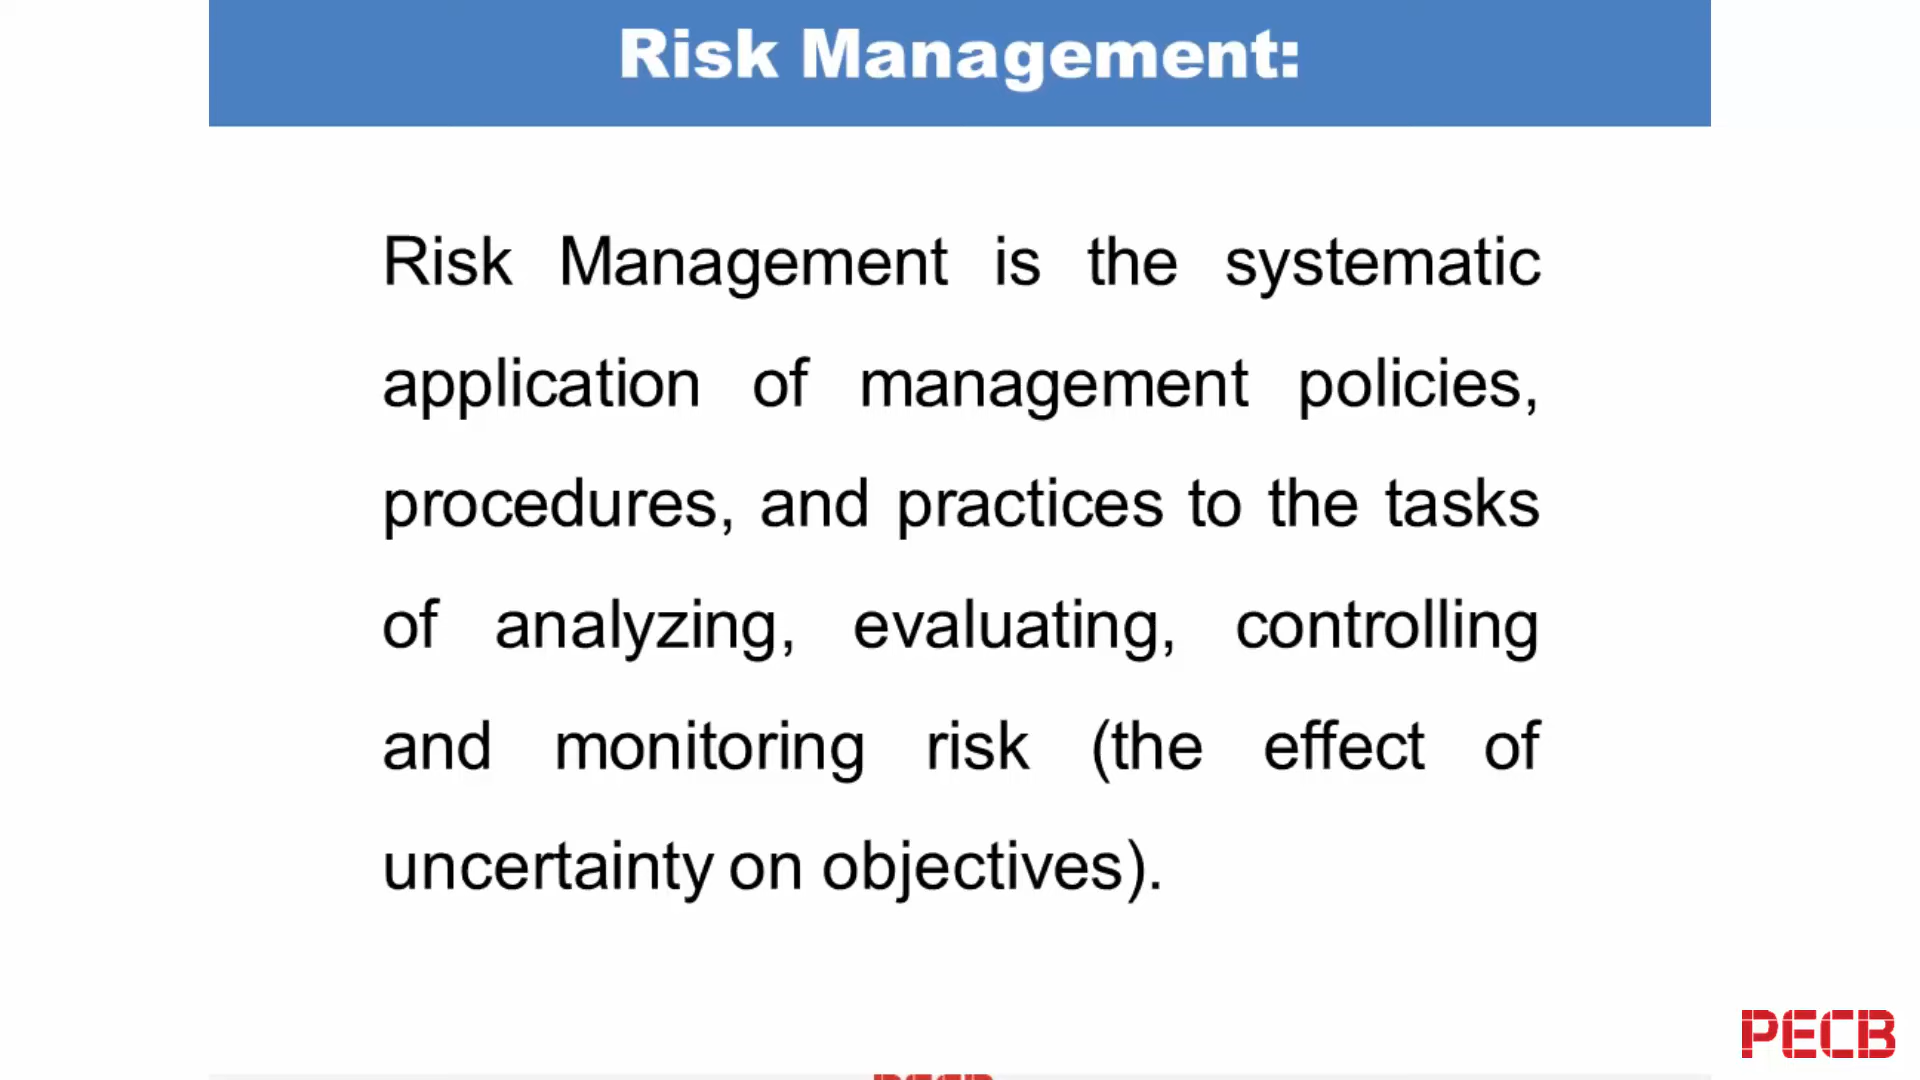 Risk Management:
Risk Management is the systematic
application of management policies,
procedures, and practices to the tasks
of analyzing, evaluating, controlling
and monitoring risk (the effect of
uncertainty on objectives).
PECB